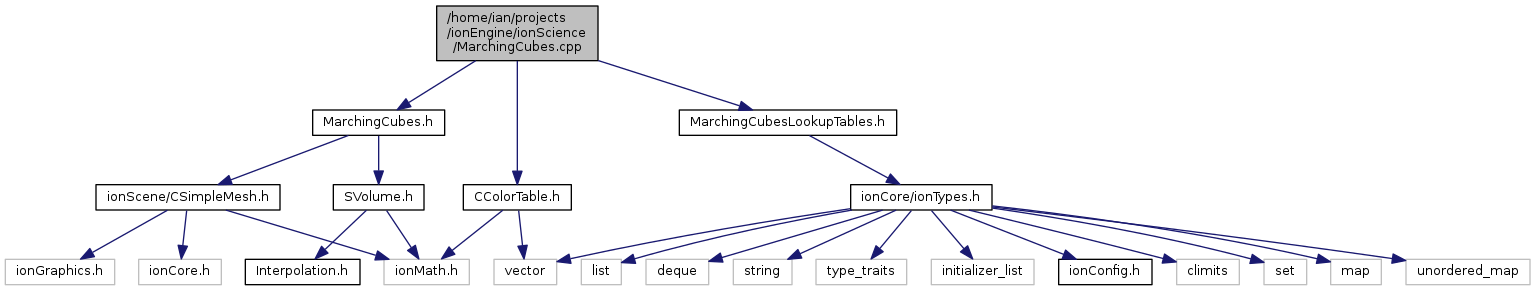 /home/ian/projects
/ionEngine/ionScience
/MarchingCubes.cpp
MarchingCubes.h
MarchingCubesLookupTables.h
ionScene/CSimpleMesh.h
SVolume.h
CColorTable.h
ionCore/ionTypes.h
ionGraphics.h
ionCore.h
Interpolation.h
ionMath.h
vector
list
deque
string
type_traits
initializer_list
ionConfig.h
climits
set
map
unordered_map